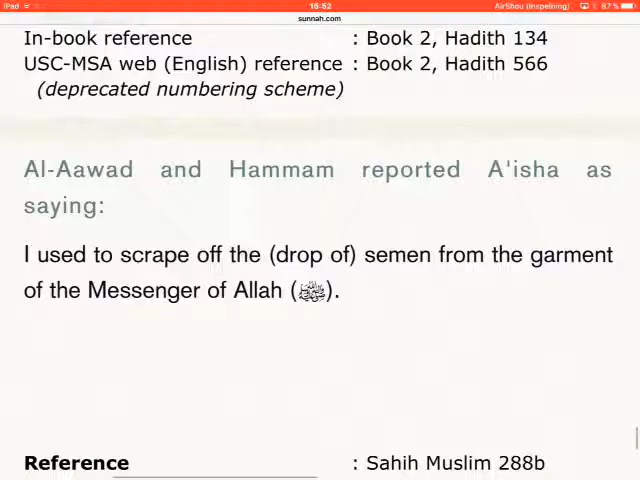 iPad 16:52 AirShou (Inspelning) 87 %
sunnah.com
In-book reference : Book 2, Hadith 134
USC-MSA web (English) reference : Book 2, Hadith 566
(deprecated numbering scheme)
Al-Aawad and Hammam reported A'isha as
saying:
I used to scrape off the (drop of) semen from the garment
of the Messenger of Allah (ﷺ).
Reference : Sahih Muslim 288b